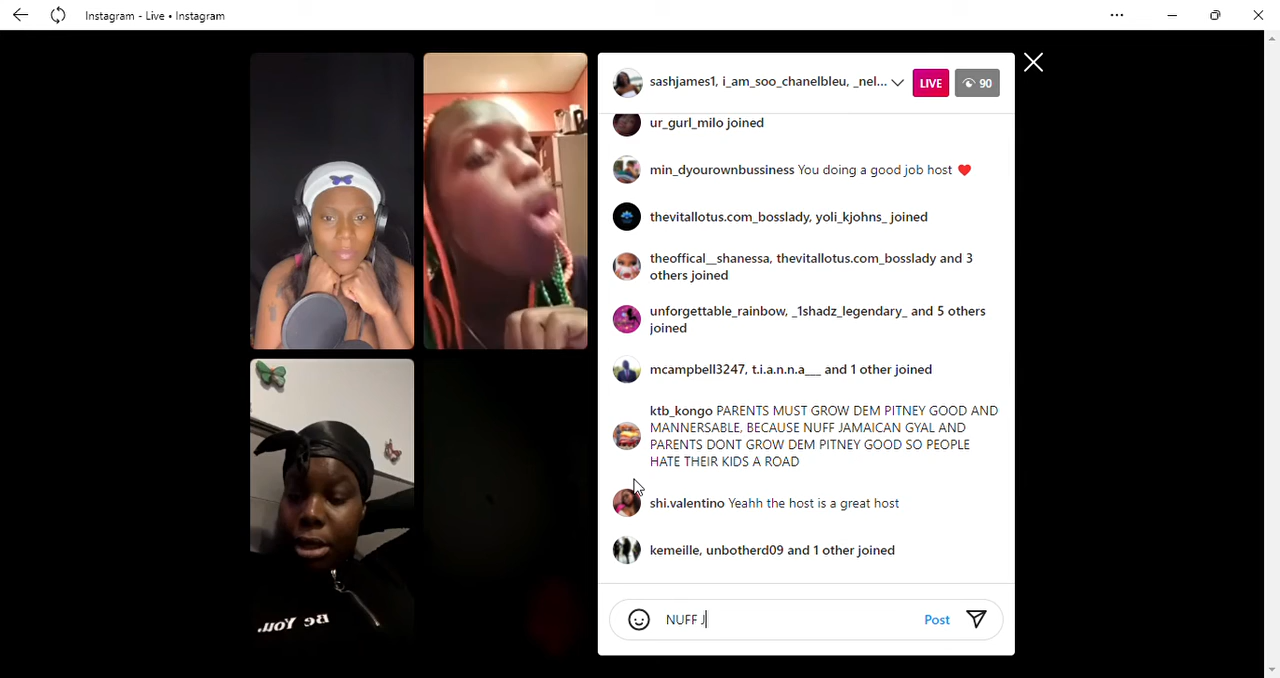 Instagram - Live • Instagram
sashjames1, i_am_soo_chanelbleu, _nel...
LIVE
90
ur_gurl_milo joined
min_dyourownbussiness You doing a good job host ❤️
thevitallotus.com_bosslady, yoli_kjohns_ joined
theoffical__shanessa, thevitallotus.com_bosslady and 3
others joined
unforgettable_rainbow, _1shadz_legendary_ and 5 others
joined
mcampbell3247, t.i.a.n.n.a___ and 1 other joined
ktb_kongo PARENTS MUST GROW DEM PITNEY GOOD AND
MANNERSABLE, BECAUSE NUFF JAMAICAN GYAL AND
PARENTS DONT GROW DEM PITNEY GOOD SO PEOPLE
HATE THEIR KIDS A ROAD
shi.valentino Yeahh the host is a great host
kemeille, unbotherd09 and 1 other joined
NUFF J
Post
Be You.